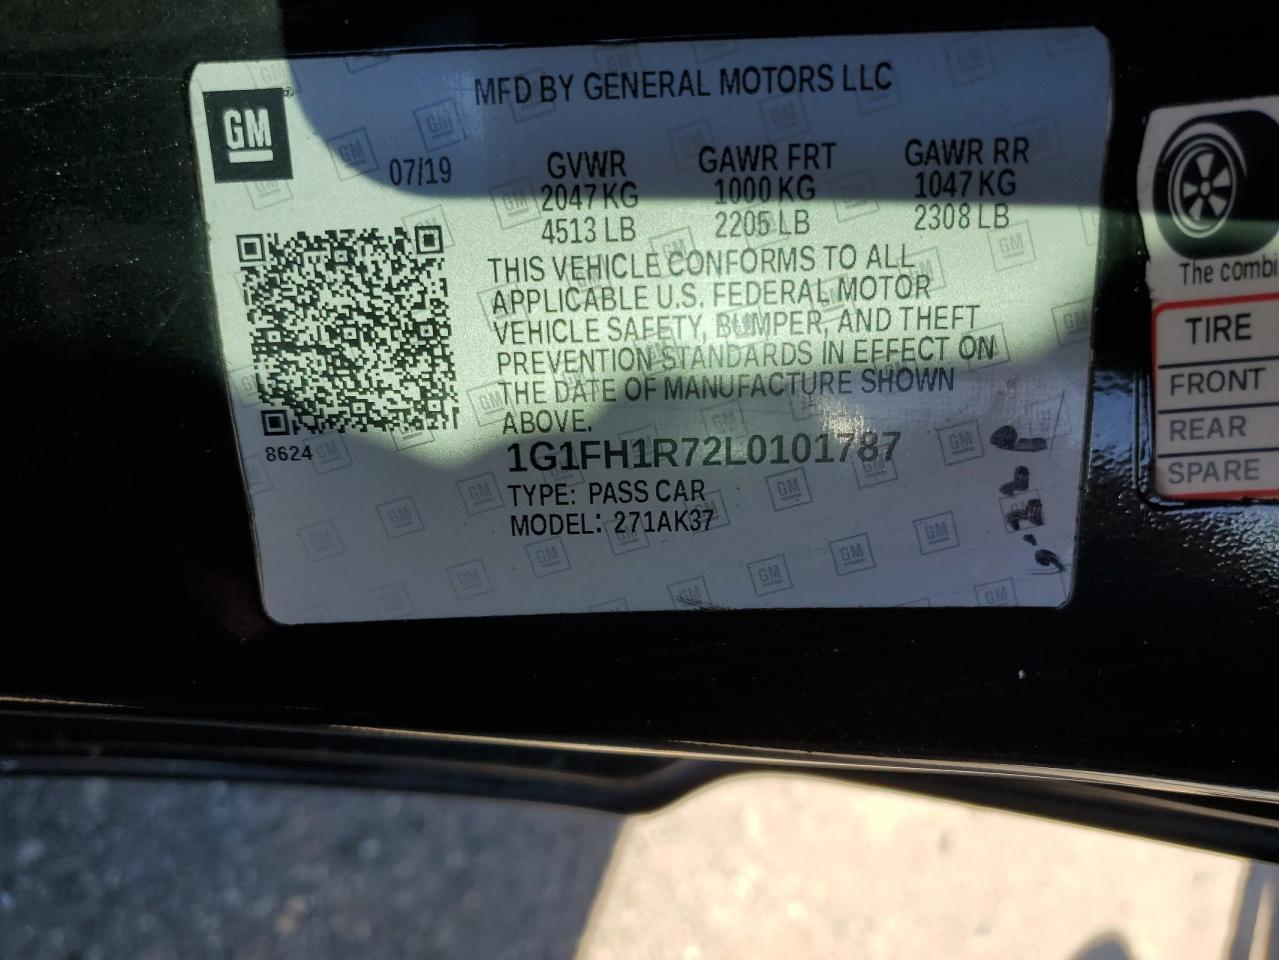 MFD BY GENERAL MOTORS LLC
GM
07/19 GVWR GAWR FRT GAWR RR
2047 KG 1000 KG 1047 KG
4513 LB 2205 LB 2308 LB
THIS VEHICLE CONFORMS TO ALL
APPLICABLE U.S. FEDERAL MOTOR
VEHICLE SAFETY, BUMPER, AND THEFT
PREVENTION STANDARDS IN EFFECT ON
THE DATE OF MANUFACTURE SHOWN
ABOVE.
8624
1G1FH1R72L0101787
TYPE: PASS CAR
MODEL: 271AK37
The combi
TIRE
FRONT
REAR
SPARE